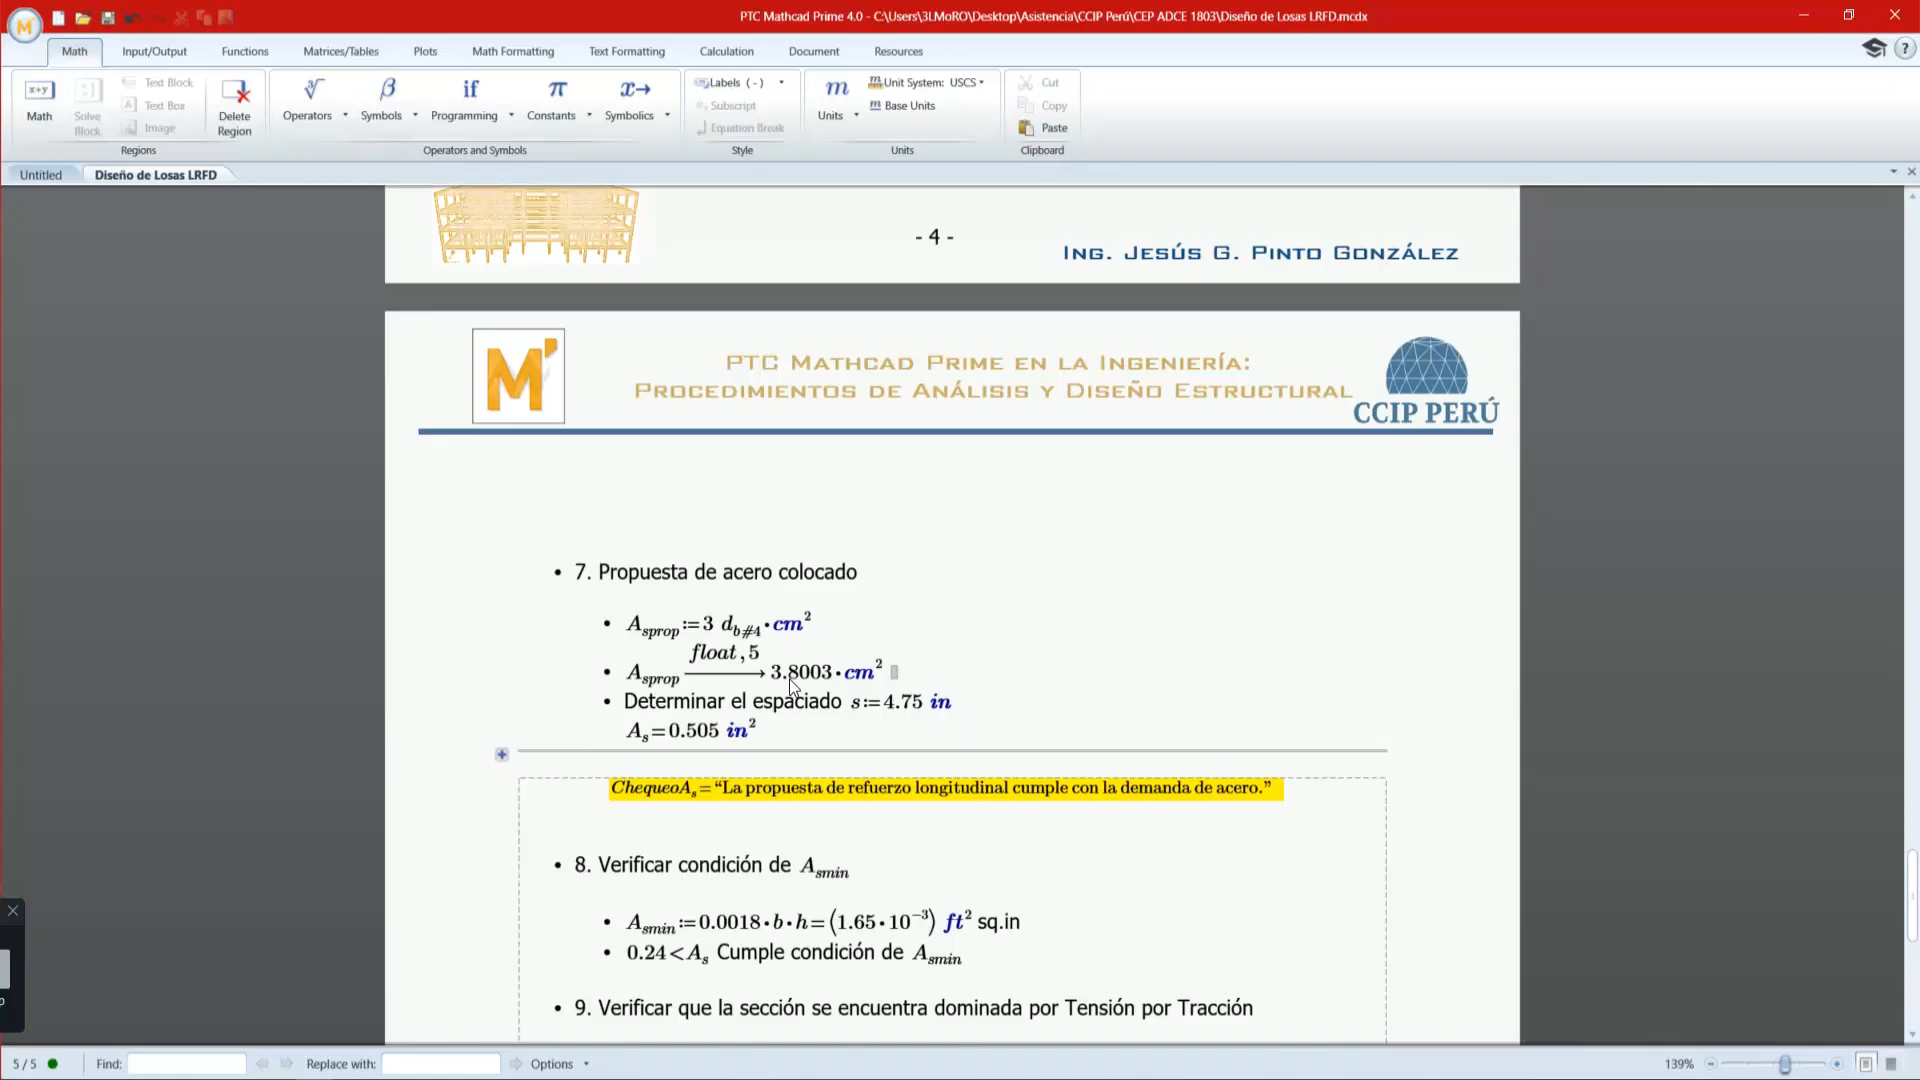 PTC Mathcad Prime 4.0 - C:\Users\3LMoRO\Desktop\Asistencia\CCIP Perú\CEP ADCE 1803\Diseño de Losas LRFD.mcdx
Math Input/Output Functions Matrices/Tables Plots Math Formatting Text Formatting Calculation Document Resources
Math
Solve Block
Text Block
Text Box
Image
Delete Region
Regions
Operators
Symbols
Programming
Constants
Symbolics
Operators and Symbols
Labels ( - )
Subscript
Equation Break
Style
Units
Unit System: USCS
Base Units
Units
Cut
Copy
Paste
Clipboard
Untitled Diseño de Losas LRFD
- 4 -
Ing. Jesús G. Pinto González
M'
PTC Mathcad Prime en la Ingeniería:
Procedimientos de Análisis y Diseño Estructural
CCIP PERÚ
• 7. Propuesta de acero colocado
• A_sprop := 3 d_b#4 · cm²
float , 5
• A_sprop → 3.8003 · cm²
• Determinar el espaciado s := 4.75 in
A_s = 0.505 in²
ChequeoA_s = “La propuesta de refuerzo longitudinal cumple con la demanda de acero.”
• 8. Verificar condición de A_smin
• A_smin := 0.0018 · b · h = (1.65 · 10⁻³) ft² sq.in
• 0.24 < A_s Cumple condición de A_smin
• 9. Verificar que la sección se encuentra dominada por Tensión por Tracción
5 / 5 Find: Replace with: Options 139%